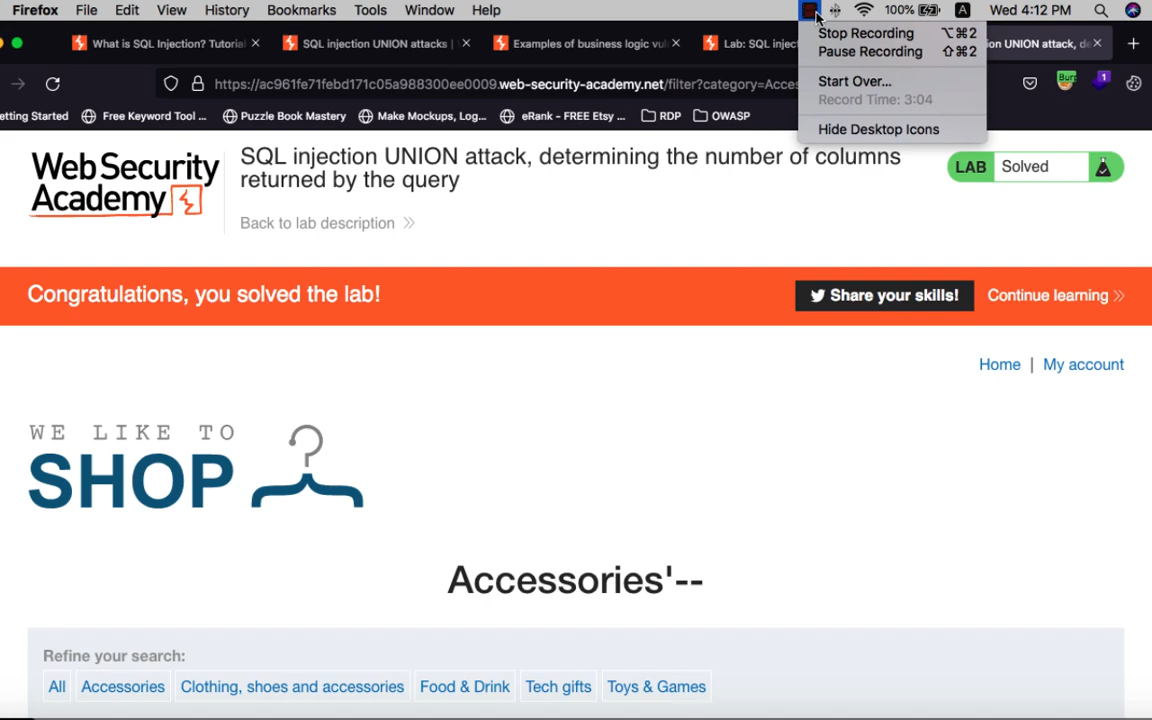 Firefox File Edit View History Bookmarks Tools Window Help 100% A Wed 4:12 PM
What is SQL Injection? Tutorial SQL injection UNION attacks | Examples of business logic vul Lab: SQL injec on UNION attack, de
https://ac961fe71febd171c05a988300ee0009.web-security-academy.net/filter?category=Acces Burp 1
etting Started Free Keyword Tool ... Puzzle Book Mastery Make Mockups, Log... eRank - FREE Etsy ... RDP OWASP
Stop Recording ⌥⌘2
Pause Recording ⇧⌘2
Start Over...
Record Time: 3:04
Hide Desktop Icons
Web Security
Academy
SQL injection UNION attack, determining the number of columns
returned by the query
Back to lab description
LAB Solved
Congratulations, you solved the lab!
Share your skills! Continue learning
Home | My account
WE LIKE TO
SHOP
Accessories'--
Refine your search:
All Accessories Clothing, shoes and accessories Food & Drink Tech gifts Toys & Games